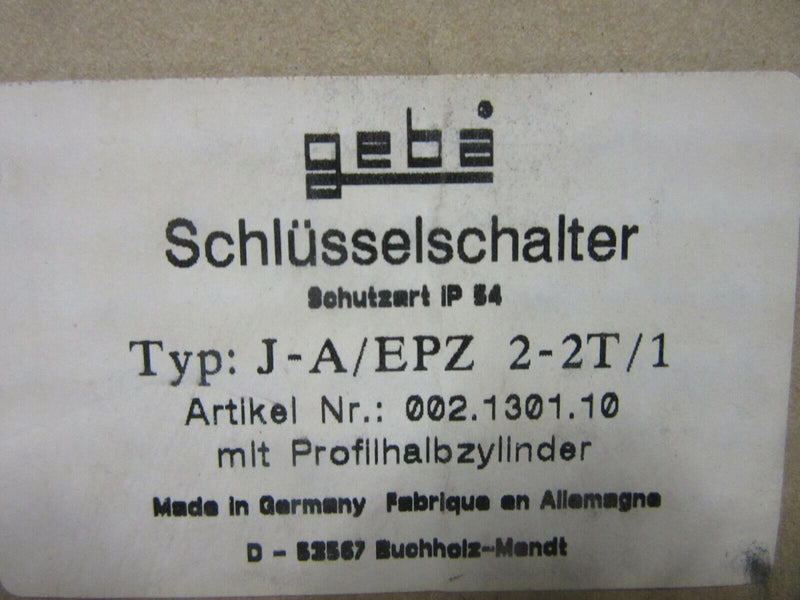 geba
Schlüsselschalter
Schutzart IP 54
Typ: J-A/EPZ 2-2T/1
Artikel Nr.: 002.1301.10
mit Profilhalbzylinder
Made in Germany Fabrique en Allemagne
D - 53567 Buchholz-Mendt